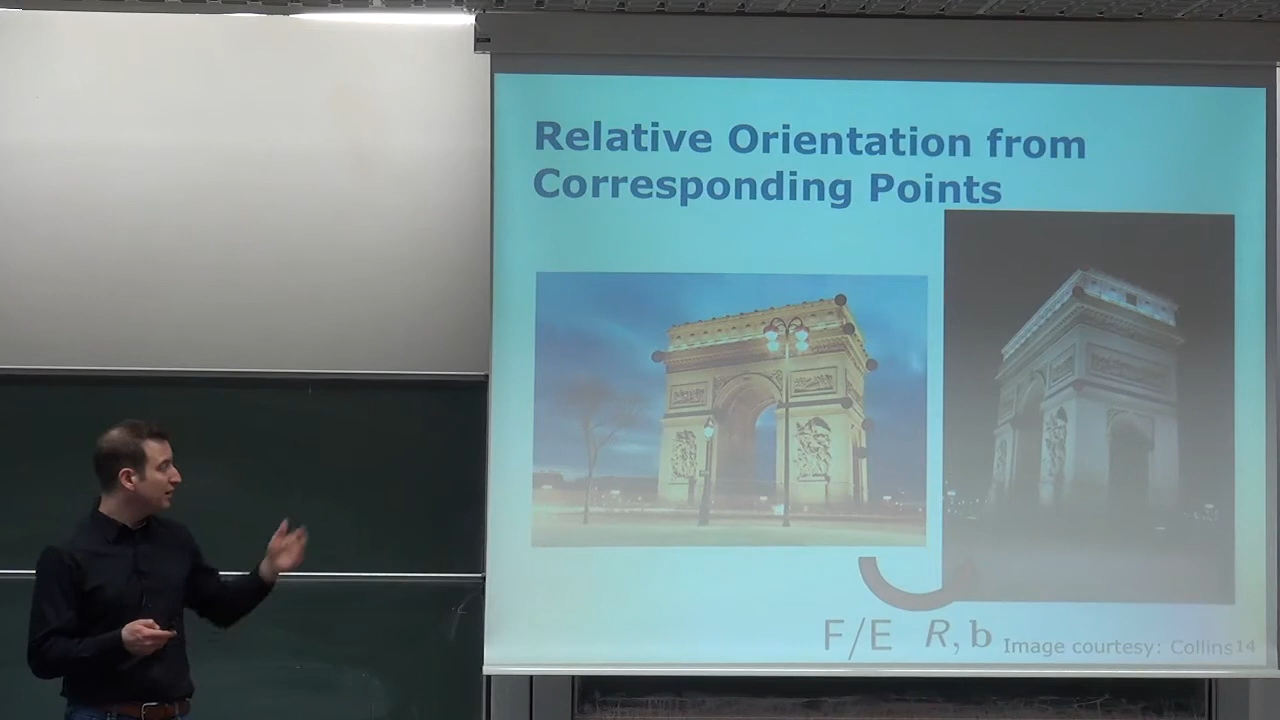 Relative Orientation from
Corresponding Points
F/E R, b Image courtesy: Collins 14